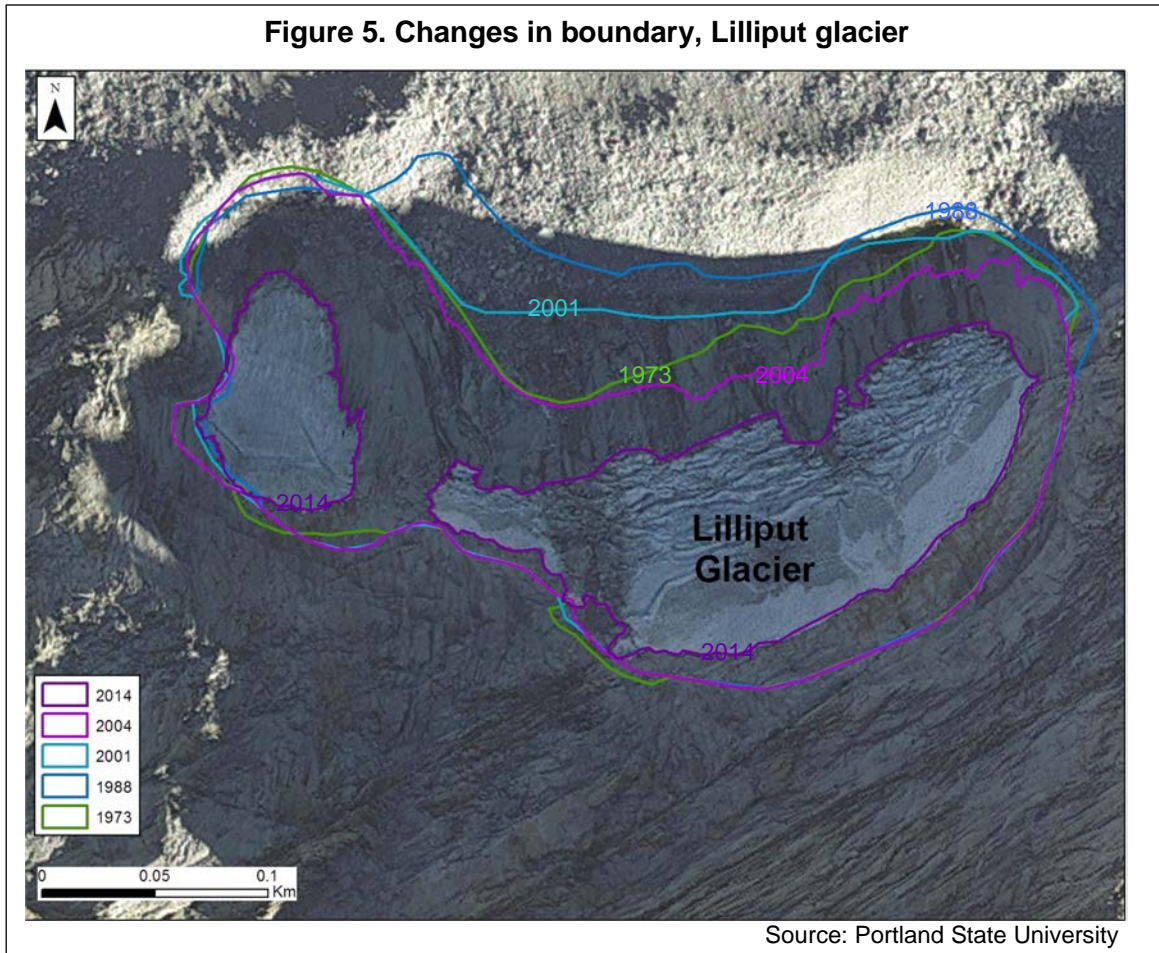 Figure 5. Changes in boundary, Lilliput glacier
N
1988
2001
1973
2004
2014
Lilliput
Glacier
2014
2014
2004
2001
1988
1973
0
0.05
0.1
Km
Source: Portland State University